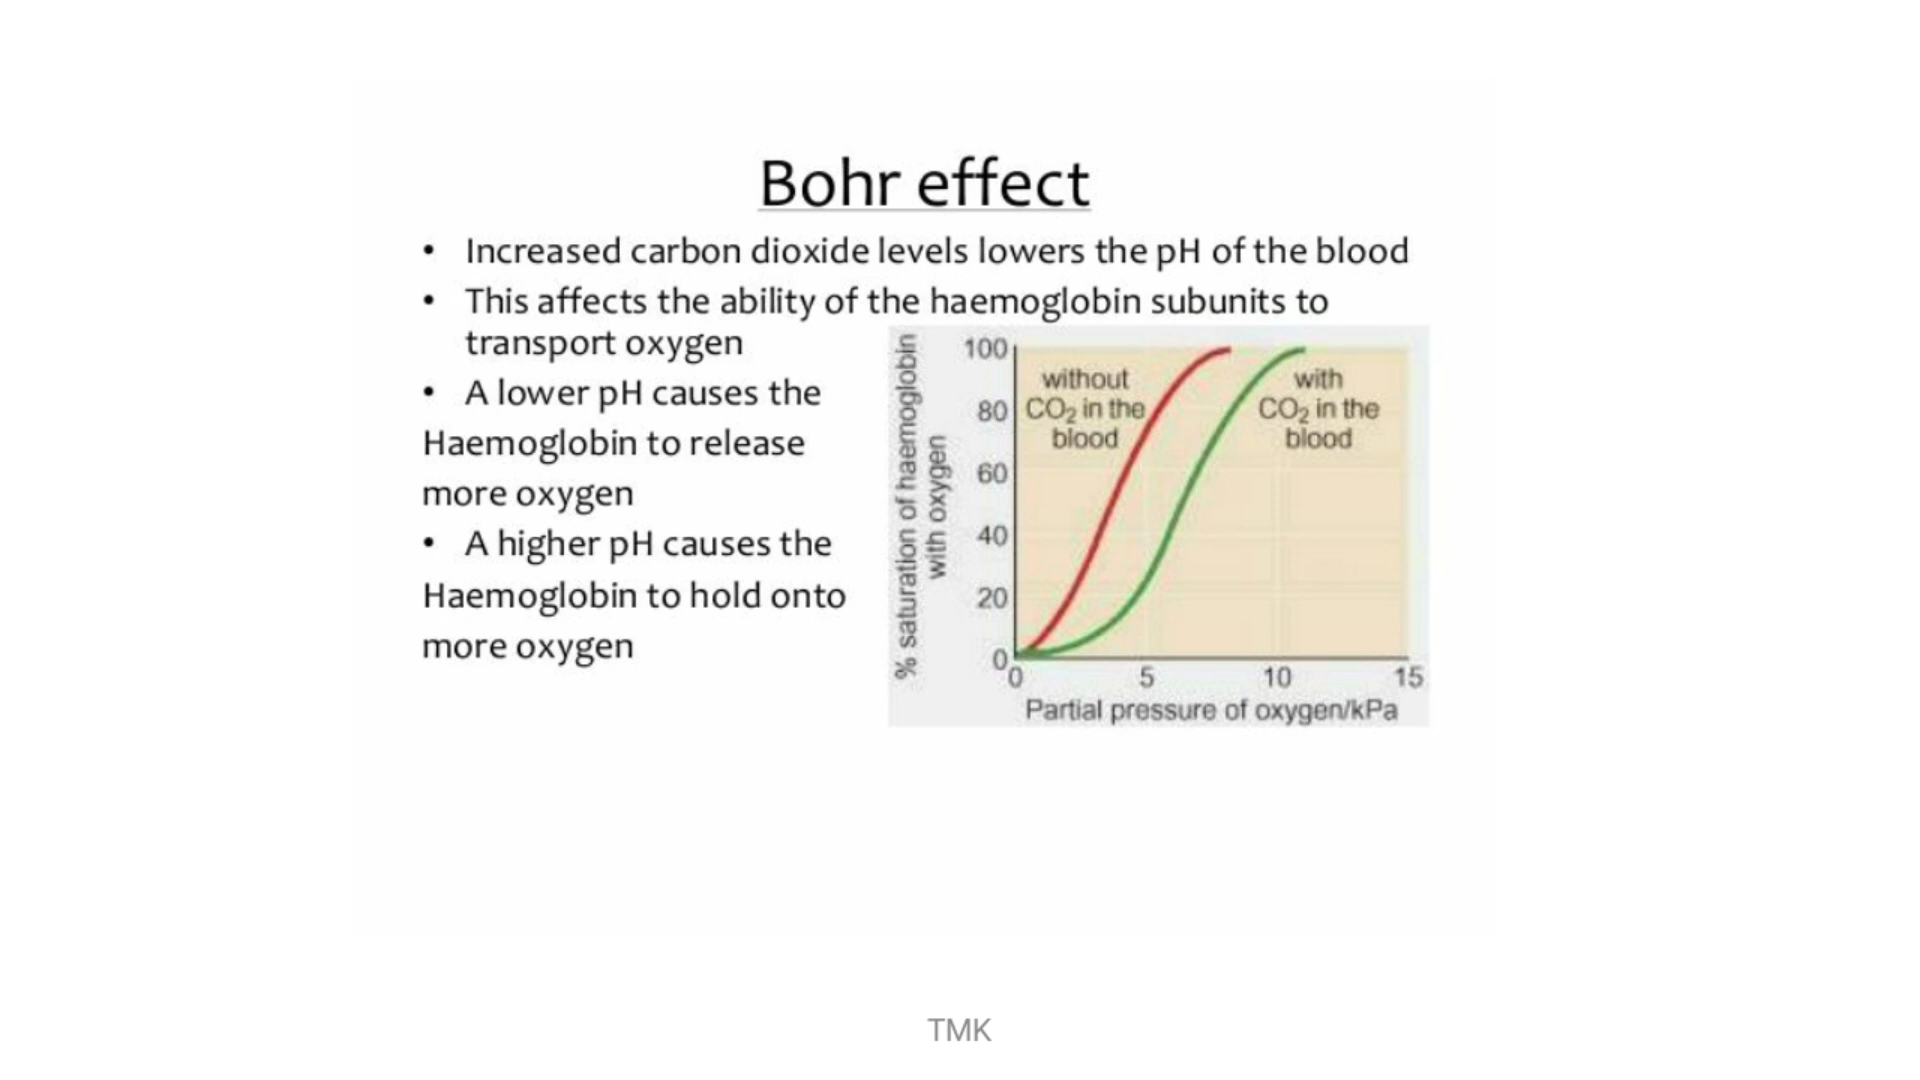 Bohr effect
• Increased carbon dioxide levels lowers the pH of the blood
• This affects the ability of the haemoglobin subunits to
transport oxygen
• A lower pH causes the
Haemoglobin to release
more oxygen
• A higher pH causes the
Haemoglobin to hold onto
more oxygen
% saturation of haemoglobin
with oxygen
100
80
60
40
20
0
without
CO₂ in the
blood
with
CO₂ in the
blood
0 5 10 15
Partial pressure of oxygen/kPa
TMK